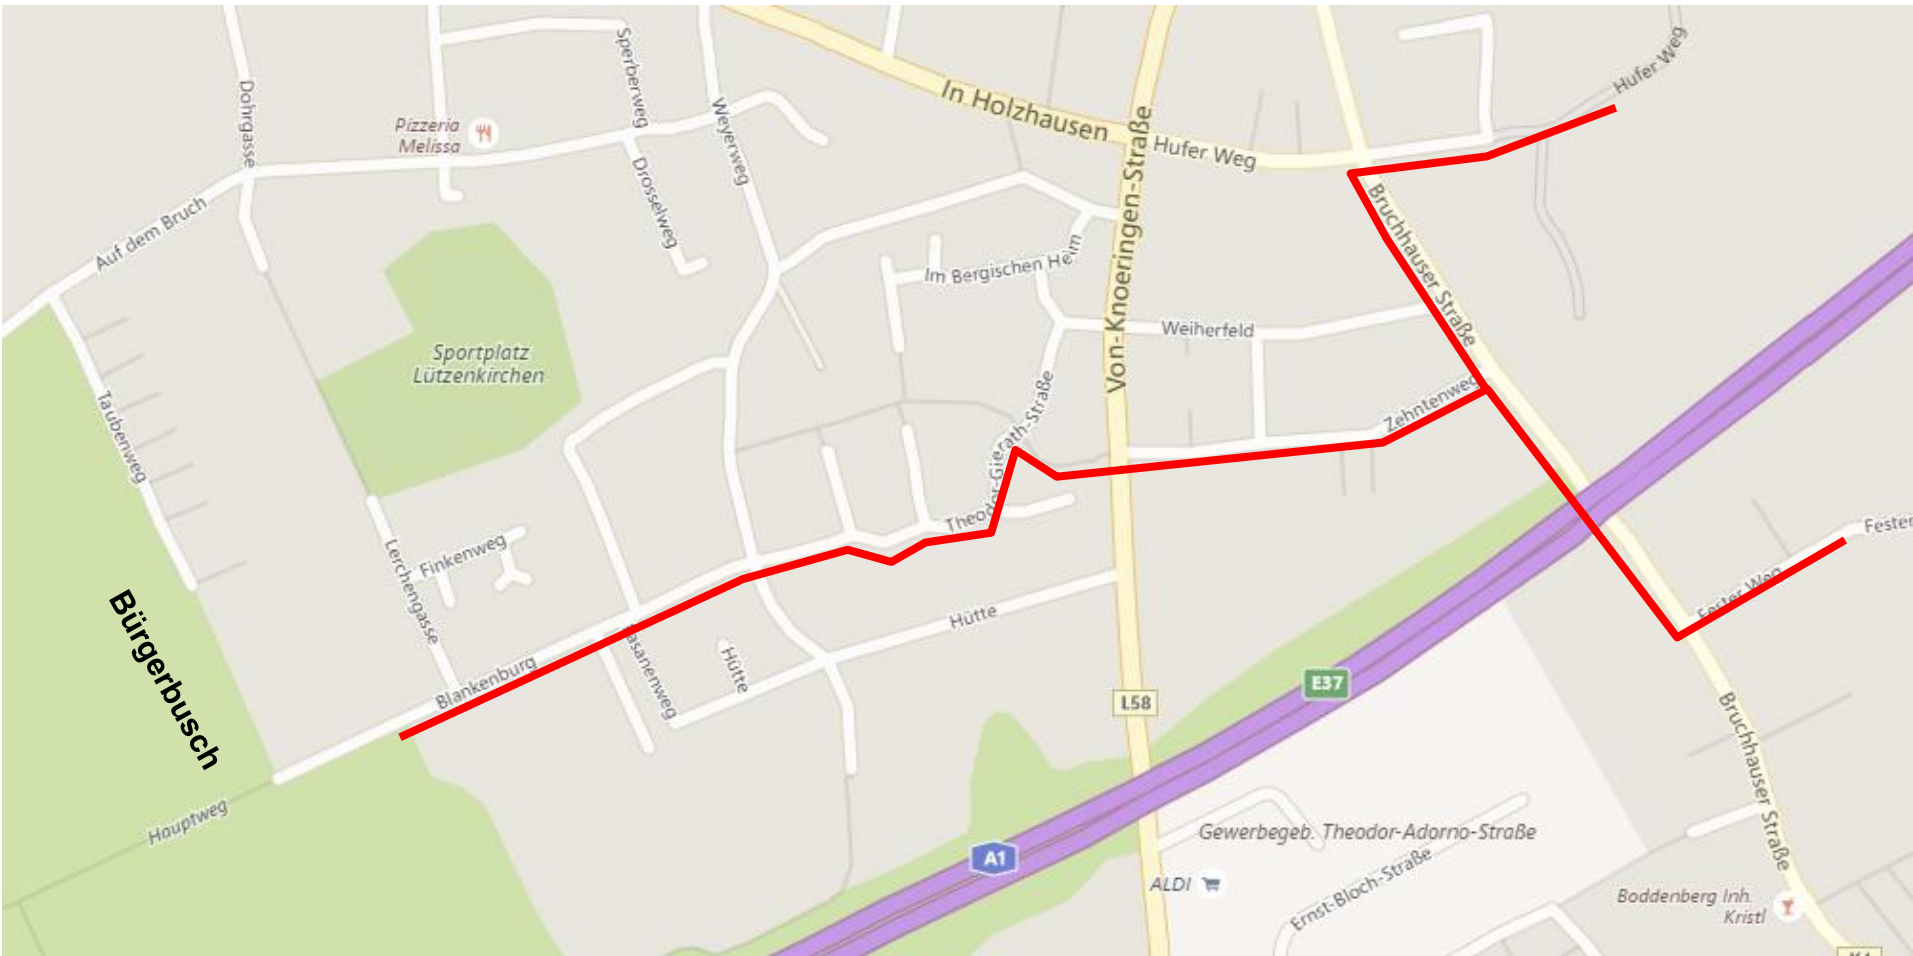 Hufer Weg
Sperberweg
Dohrgasse
In Holzhausen
Weyerweg
Pizzeria
Melissa
Hufer Weg
Drosselweg
Auf dem Bruch
Bruchhauser Straße
Von-Knoeringen-Straße
Im Bergischen Heim
Weiherfeld
Sportplatz
Lützenkirchen
Taubenweg
Zehntenweg
Theodor-Gierath-Straße
Fester
Lerchengasse
Finkenweg
Fester Weg
Bürgerbusch
Hütte
Hütte
asanenweg
Blankenburg
E37
L58
Bruchhauser Straße
Hauptweg
Gewerbegeb. Theodor-Adorno-Straße
A1
ALDI
Ernst-Bloch-Straße
Boddenberg Inh.
Kristl